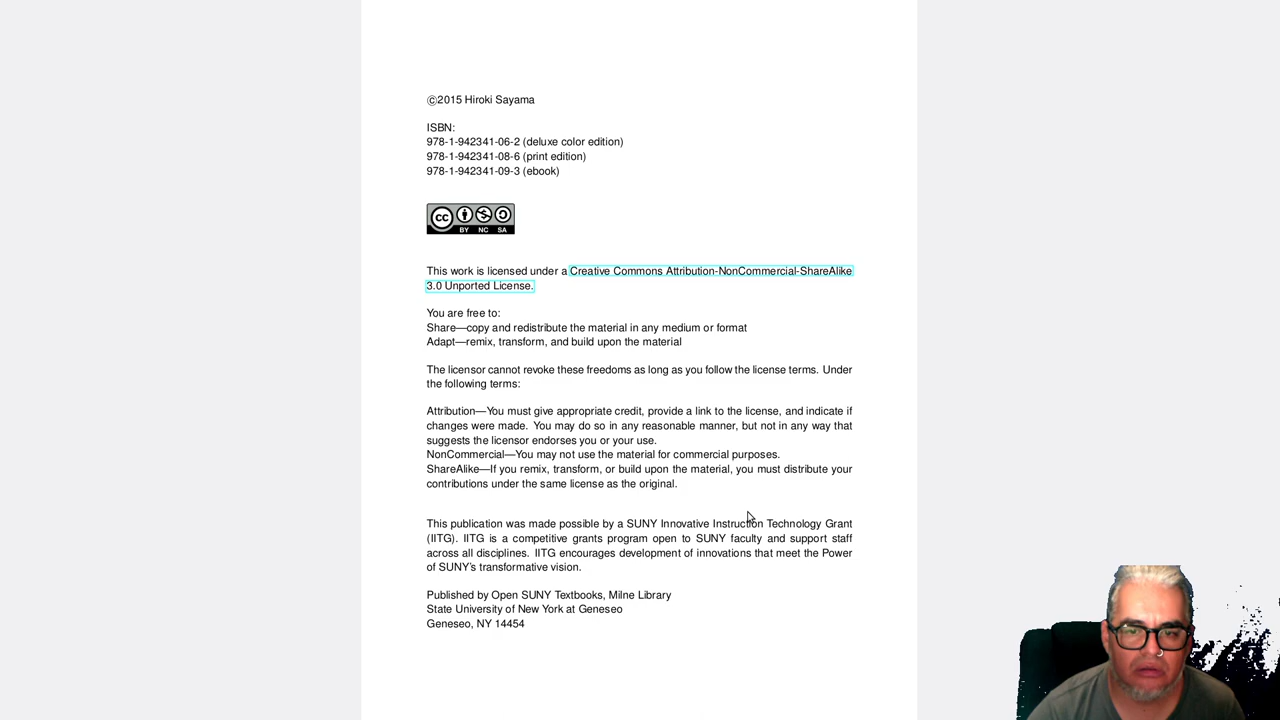 ©2015 Hiroki Sayama
ISBN:
978-1-942341-06-2 (deluxe color edition)
978-1-942341-08-6 (print edition)
978-1-942341-09-3 (ebook)
cc BY NC SA
This work is licensed under a Creative Commons Attribution-NonCommercial-ShareAlike
3.0 Unported License.
You are free to:
Share—copy and redistribute the material in any medium or format
Adapt—remix, transform, and build upon the material
The licensor cannot revoke these freedoms as long as you follow the license terms. Under
the following terms:
Attribution—You must give appropriate credit, provide a link to the license, and indicate if
changes were made. You may do so in any reasonable manner, but not in any way that
suggests the licensor endorses you or your use.
NonCommercial—You may not use the material for commercial purposes.
ShareAlike—If you remix, transform, or build upon the material, you must distribute your
contributions under the same license as the original.
This publication was made possible by a SUNY Innovative Instruction Technology Grant
(IITG). IITG is a competitive grants program open to SUNY faculty and support staff
across all disciplines. IITG encourages development of innovations that meet the Power
of SUNY's transformative vision.
Published by Open SUNY Textbooks, Milne Library
State University of New York at Geneseo
Geneseo, NY 14454